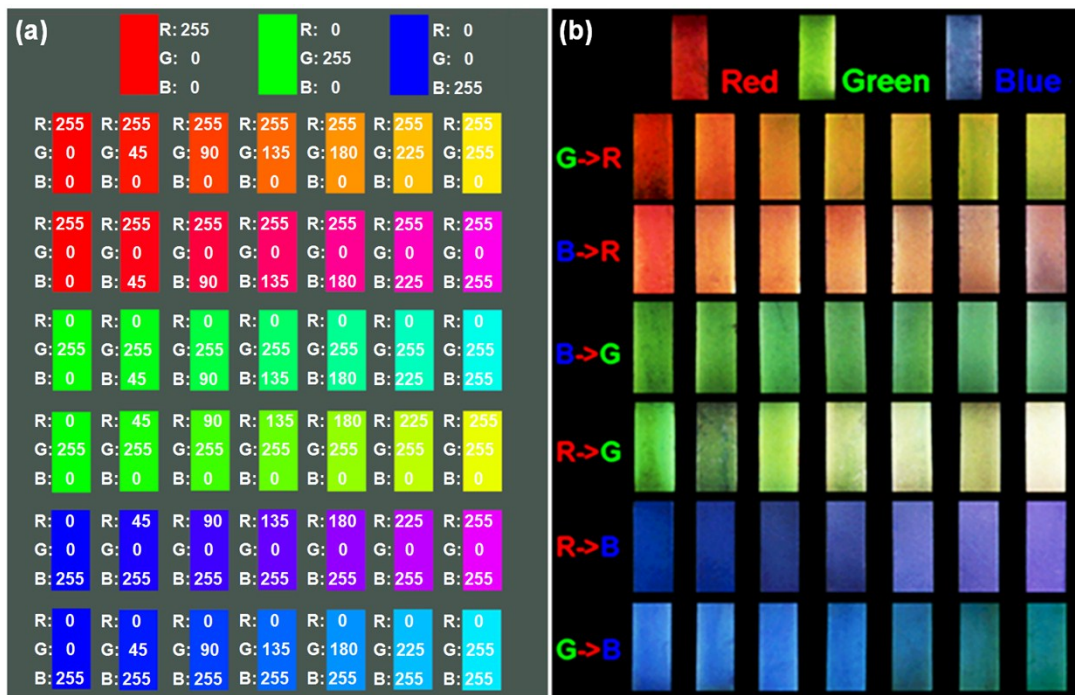 (a)
R: 255 R: 0 R: 0
G: 0 G: 255 G: 0
B: 0 B: 0 B: 255
R: 255 R: 255 R: 255 R: 255 R: 255 R: 255 R: 255
G: 0 G: 45 G: 90 G: 135 G: 180 G: 225 G: 255
B: 0 B: 0 B: 0 B: 0 B: 0 B: 0 B: 0
R: 255 R: 255 R: 255 R: 255 R: 255 R: 255 R: 255
G: 0 G: 0 G: 0 G: 0 G: 0 G: 0 G: 0
B: 0 B: 45 B: 90 B: 135 B: 180 B: 225 B: 255
R: 0 R: 0 R: 0 R: 0 R: 0 R: 0 R: 0
G: 255 G: 255 G: 255 G: 255 G: 255 G: 255 G: 255
B: 0 B: 45 B: 90 B: 135 B: 180 B: 225 B: 255
R: 0 R: 45 R: 90 R: 135 R: 180 R: 225 R: 255
G: 255 G: 255 G: 255 G: 255 G: 255 G: 255 G: 255
B: 0 B: 0 B: 0 B: 0 B: 0 B: 0 B: 0
R: 0 R: 45 R: 90 R: 135 R: 180 R: 225 R: 255
G: 0 G: 0 G: 0 G: 0 G: 0 G: 0 G: 0
B: 255 B: 255 B: 255 B: 255 B: 255 B: 255 B: 255
R: 0 R: 0 R: 0 R: 0 R: 0 R: 0 R: 0
G: 0 G: 45 G: 90 G: 135 G: 180 G: 225 G: 255
B: 255 B: 255 B: 255 B: 255 B: 255 B: 255 B: 255
(b)
Red Green Blue
G->R
B->R
B->G
R->G
R->B
G->B